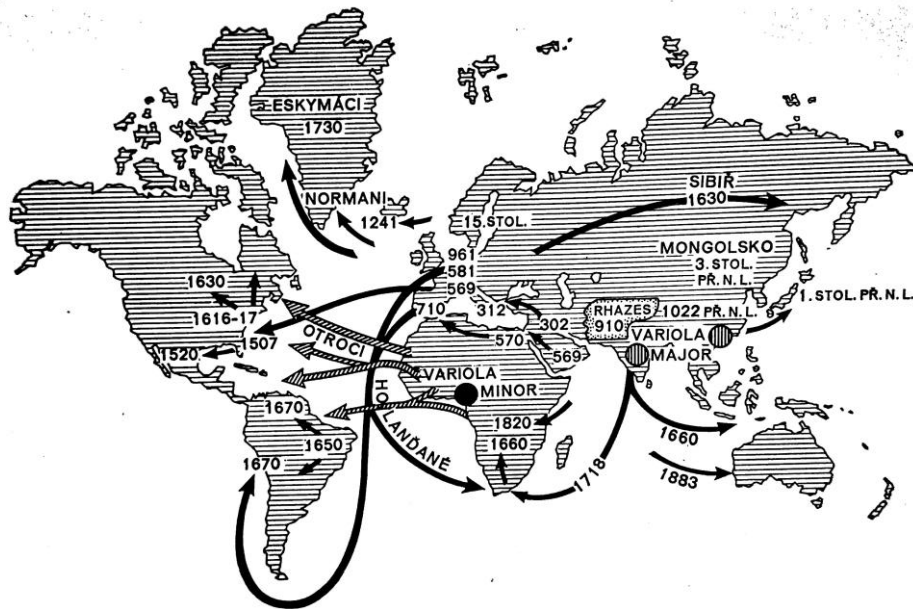 ESKYMÁCI
1730
NORMANI
1241
15. STOL.
SIBIŘ
1630
MONGOLSKO
3. STOL.
PŘ. N. L.
961
581
569
710
312
302
570
569
RHAZES
910
1022 PŘ. N. L.
1. STOL. PŘ. N. L.
VARIOLA
MAJOR
1630
1616-17
1507
1520
OTROCI
VARIOLA
MINOR
HOLANĎANÉ
1670
1650
1670
1820
1660
1718
1660
1883